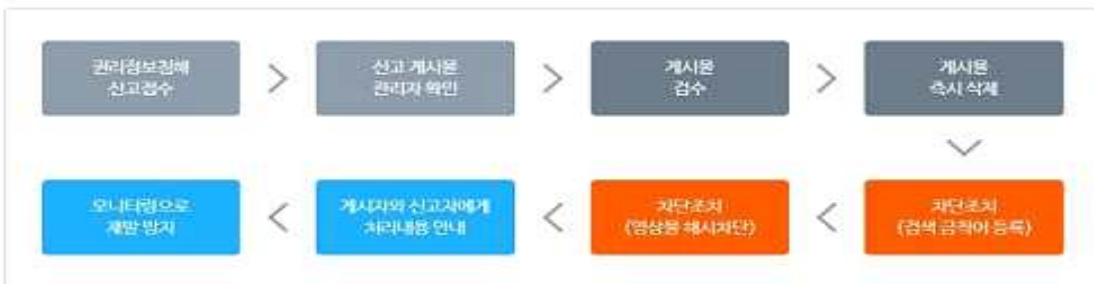 권리정보침해
신고접수
신고 게시물
관리자 확인
게시물
검수
게시물
즉시 삭제
차단조치
(검색 금칙어 등록)
차단조치
(영상물 해시차단)
게시자와 신고자에게
처리내용 안내
모니터링으로
재발 방지